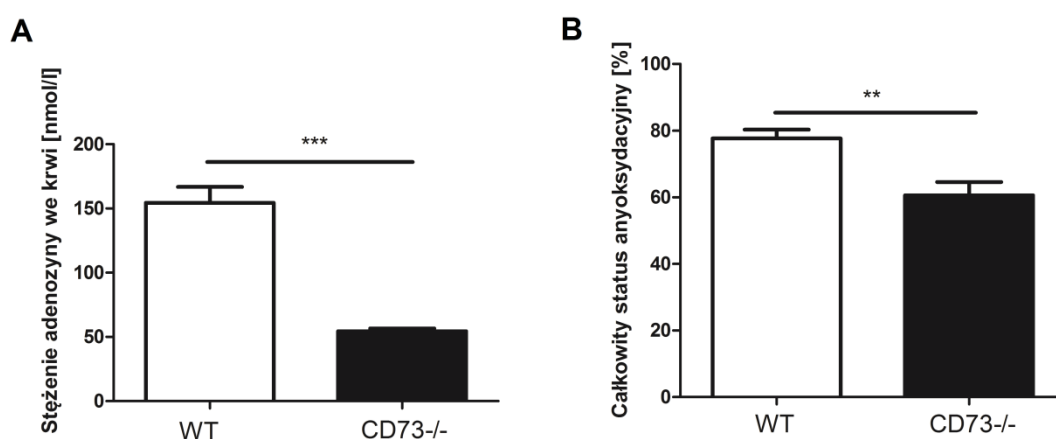 A
Stężenie adenozyny we krwi [nmol/l]
200
150
100
50
0
***
WT
CD73-/-
B
Całkowity status anyoksydacyjny [%]
100
80
60
40
20
0
**
WT
CD73-/-